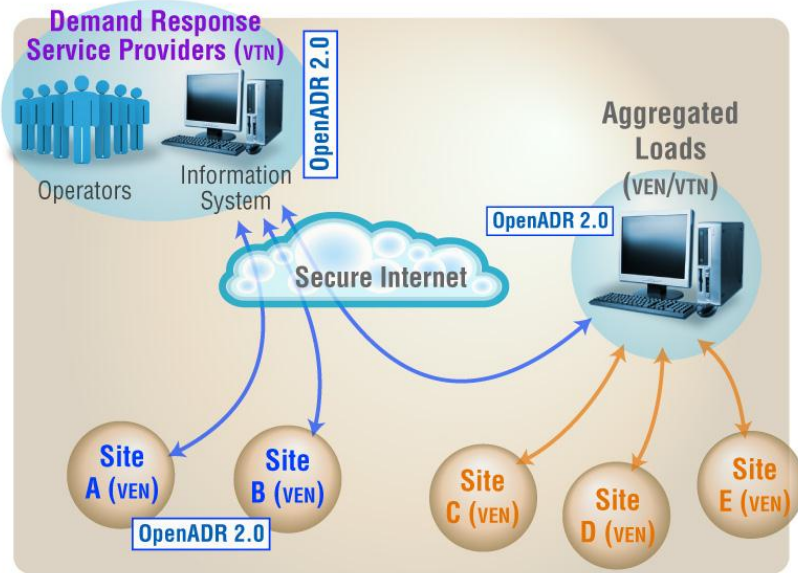 Demand Response
Service Providers (VTN)
OpenADR 2.0
Operators
Information
System
Aggregated
Loads
(VEN/VTN)
OpenADR 2.0
Secure Internet
Site
A (VEN)
Site
B (VEN)
OpenADR 2.0
Site
C (VEN)
Site
D (VEN)
Site
E (VEN)